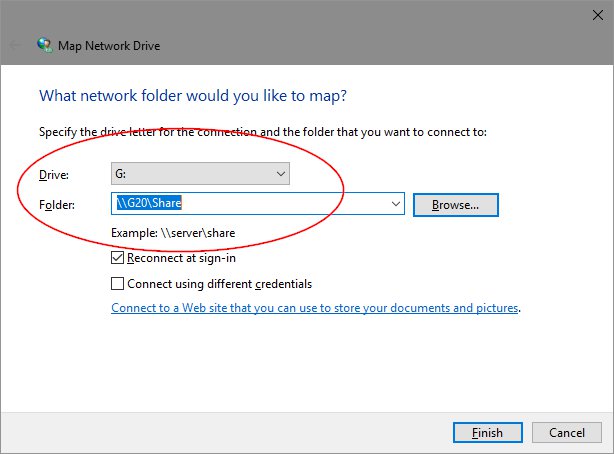 Map Network Drive
What network folder would you like to map?
Specify the drive letter for the connection and the folder that you want to connect to:
Drive: G:
Folder: \\G20\Share Browse...
Example: \\server\share
Reconnect at sign-in
Connect using different credentials
Connect to a Web site that you can use to store your documents and pictures.
Finish Cancel